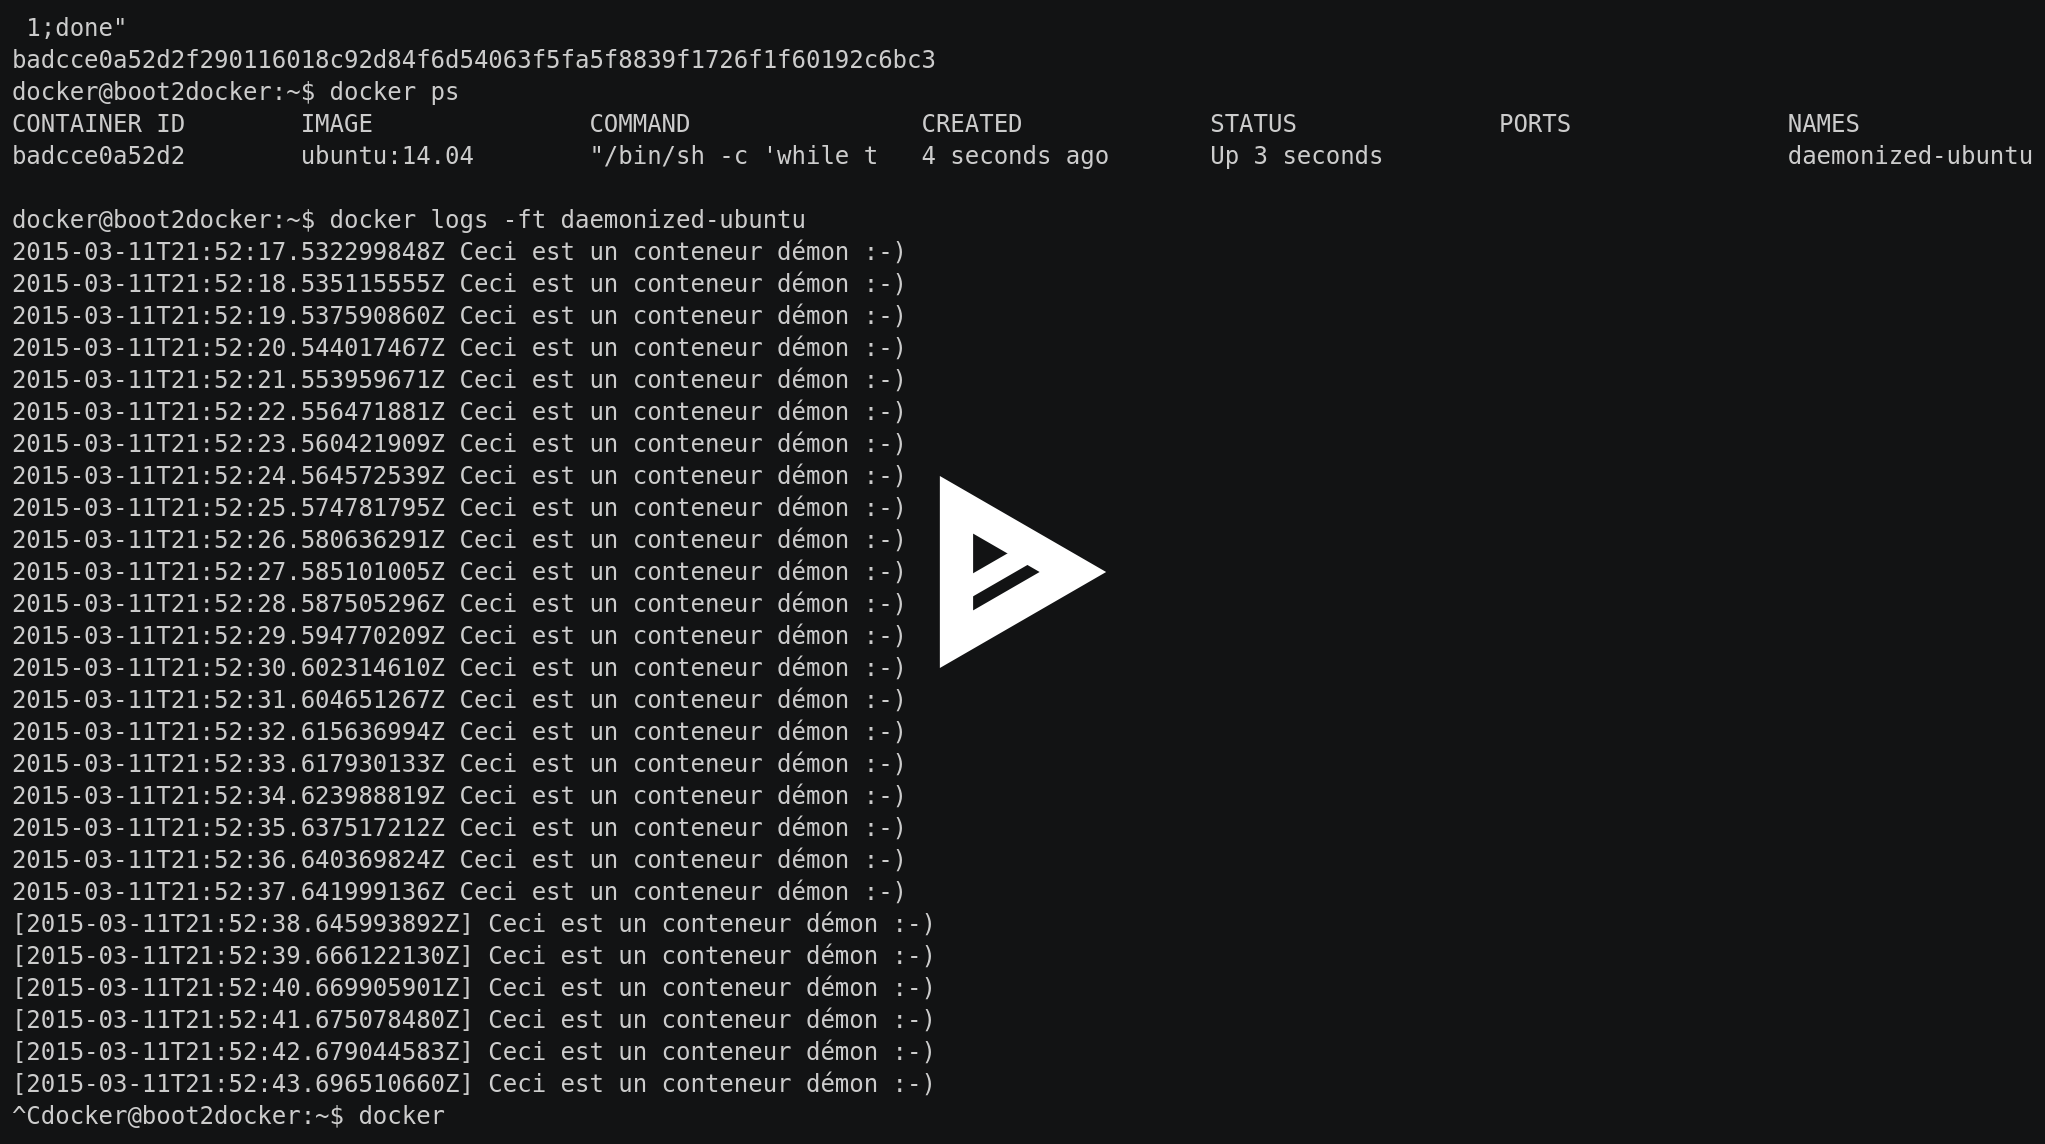 1;done"
badcce0a52d2f290116018c92d84f6d54063f5fa5f8839f1726f1f60192c6bc3
docker@boot2docker:~$ docker ps
CONTAINER ID        IMAGE               COMMAND                CREATED             STATUS              PORTS               NAMES
badcce0a52d2        ubuntu:14.04        "/bin/sh -c 'while t   4 seconds ago       Up 3 seconds                            daemonized-ubuntu
docker@boot2docker:~$ docker logs -ft daemonized-ubuntu
2015-03-11T21:52:17.532299848Z Ceci est un conteneur démon :-)
2015-03-11T21:52:18.535115555Z Ceci est un conteneur démon :-)
2015-03-11T21:52:19.537590860Z Ceci est un conteneur démon :-)
2015-03-11T21:52:20.544017467Z Ceci est un conteneur démon :-)
2015-03-11T21:52:21.553959671Z Ceci est un conteneur démon :-)
2015-03-11T21:52:22.556471881Z Ceci est un conteneur démon :-)
2015-03-11T21:52:23.560421909Z Ceci est un conteneur démon :-)
2015-03-11T21:52:24.564572539Z Ceci est un conteneur démon :-)
2015-03-11T21:52:25.574781795Z Ceci est un conteneur démon :-)
2015-03-11T21:52:26.580636291Z Ceci est un conteneur démon :-)
2015-03-11T21:52:27.585101005Z Ceci est un conteneur démon :-)
2015-03-11T21:52:28.587505296Z Ceci est un conteneur démon :-)
2015-03-11T21:52:29.594770209Z Ceci est un conteneur démon :-)
2015-03-11T21:52:30.602314610Z Ceci est un conteneur démon :-)
2015-03-11T21:52:31.604651267Z Ceci est un conteneur démon :-)
2015-03-11T21:52:32.615636994Z Ceci est un conteneur démon :-)
2015-03-11T21:52:33.617930133Z Ceci est un conteneur démon :-)
2015-03-11T21:52:34.623988819Z Ceci est un conteneur démon :-)
2015-03-11T21:52:35.637517212Z Ceci est un conteneur démon :-)
2015-03-11T21:52:36.640369824Z Ceci est un conteneur démon :-)
2015-03-11T21:52:37.641999136Z Ceci est un conteneur démon :-)
[2015-03-11T21:52:38.645993892Z] Ceci est un conteneur démon :-)
[2015-03-11T21:52:39.666122130Z] Ceci est un conteneur démon :-)
[2015-03-11T21:52:40.669905901Z] Ceci est un conteneur démon :-)
[2015-03-11T21:52:41.675078480Z] Ceci est un conteneur démon :-)
[2015-03-11T21:52:42.679044583Z] Ceci est un conteneur démon :-)
[2015-03-11T21:52:43.696510660Z] Ceci est un conteneur démon :-)
^Cdocker@boot2docker:~$ docker